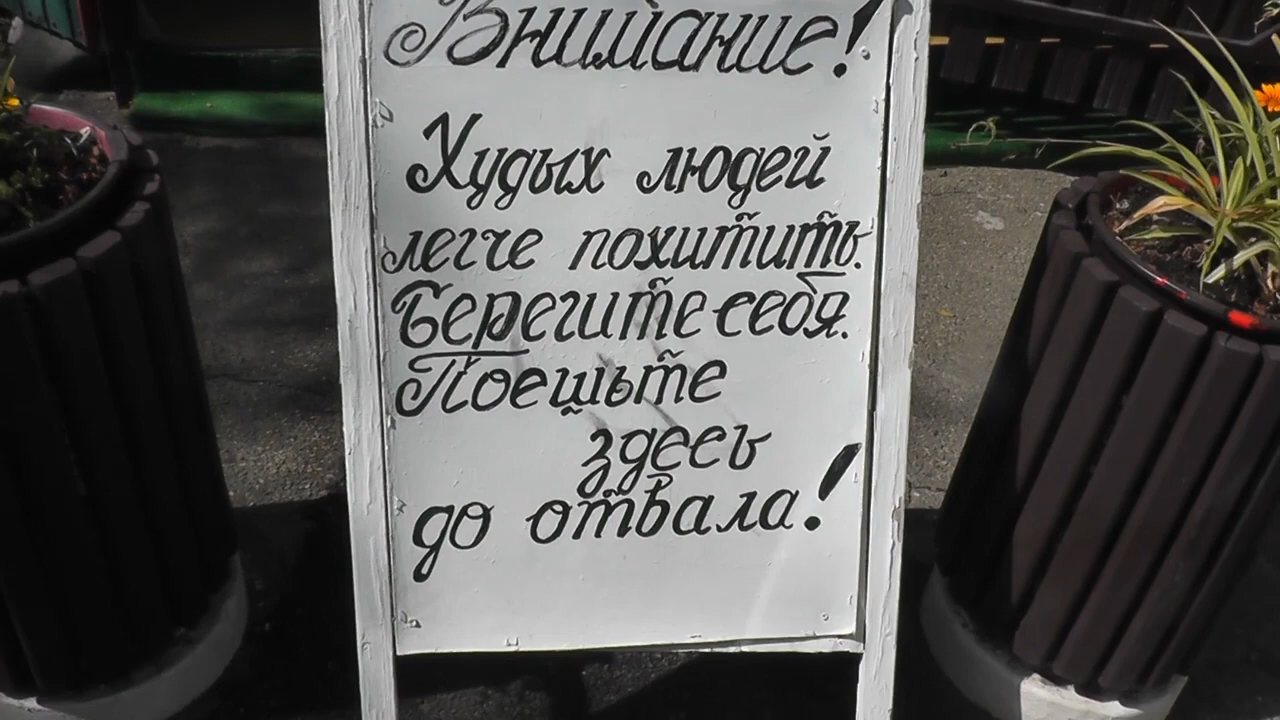 Внимание!
Худых людей
легче похитить.
Берегите себя.
Поешьте
здесь
до отвала!